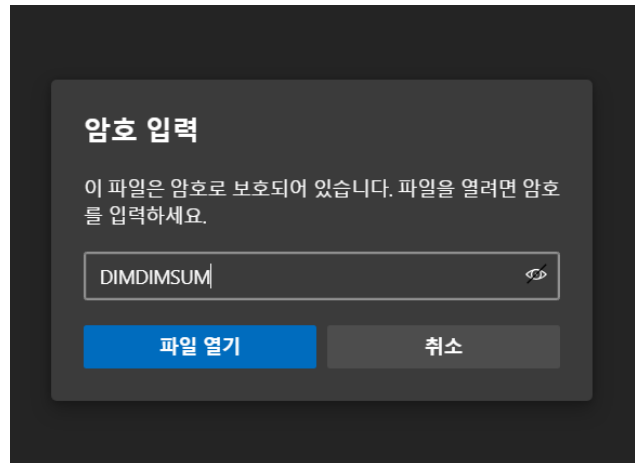 암호 입력
이 파일은 암호로 보호되어 있습니다. 파일을 열려면 암호
를 입력하세요.
DIMDIMSUM
파일 열기
취소